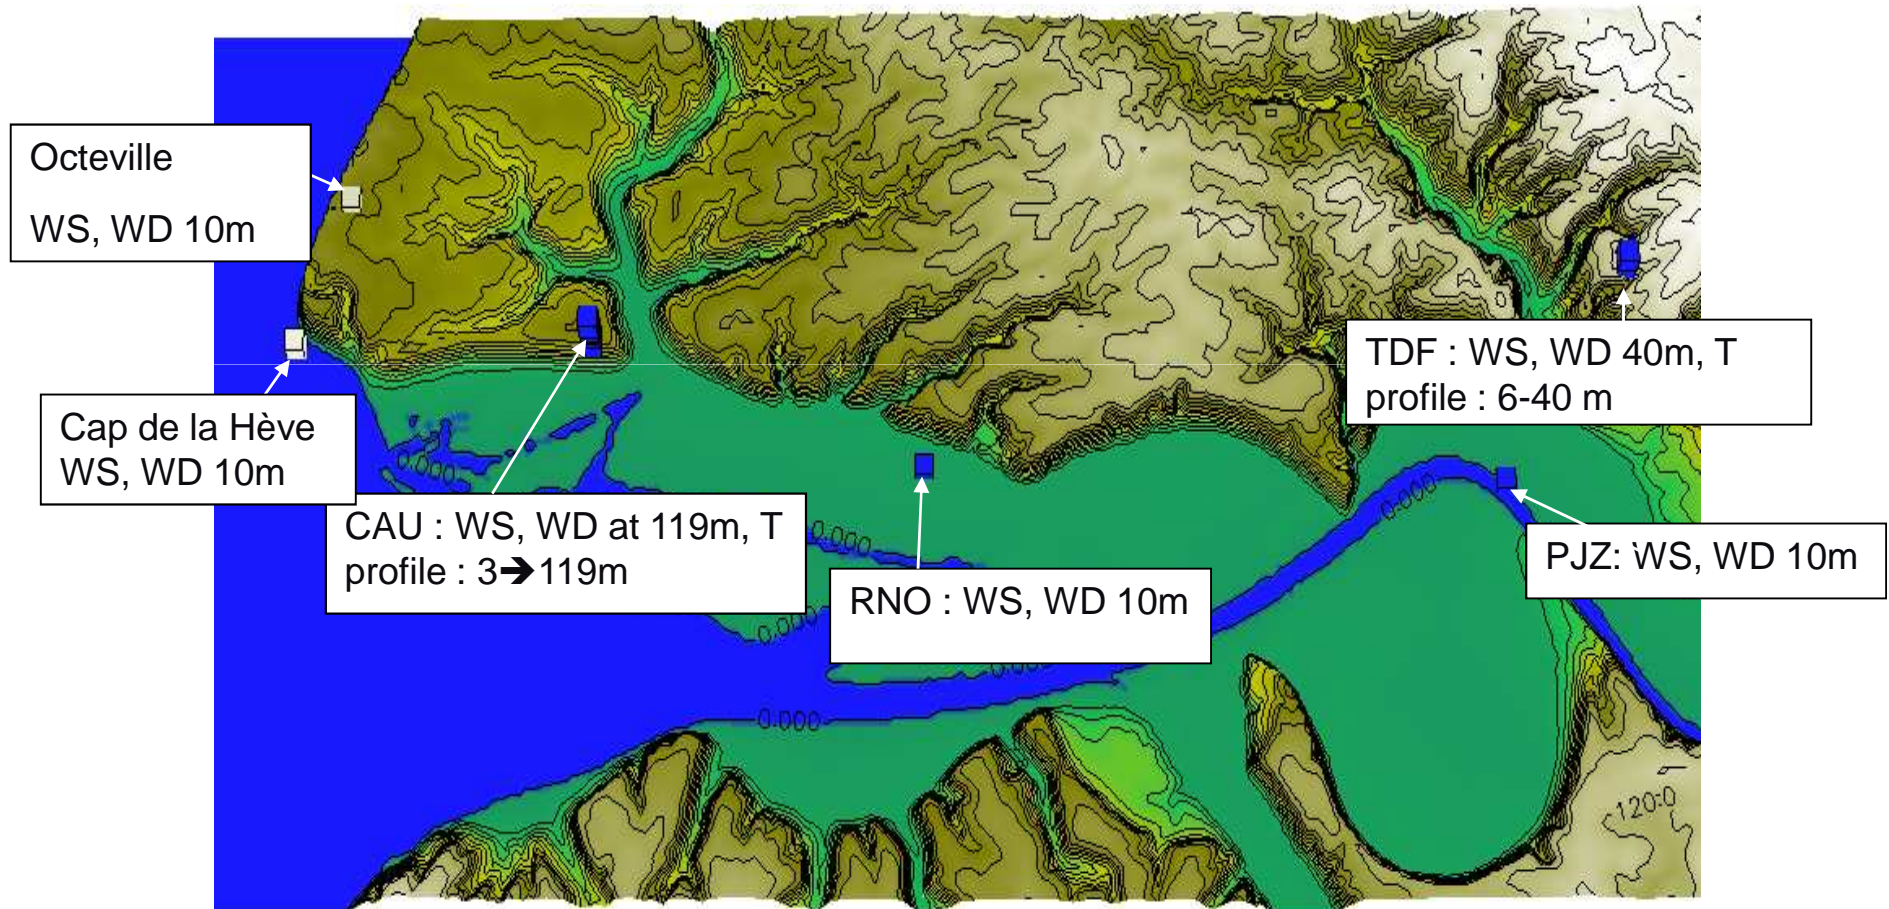 Octeville
WS, WD 10m
Cap de la Hève
WS, WD 10m
CAU : WS, WD at 119m, T
profile : 3➔119m
RNO : WS, WD 10m
TDF : WS, WD 40m, T
profile : 6-40 m
PJZ: WS, WD 10m
0.000
0.000
0.000
0.000
0.000
0.000
120.0